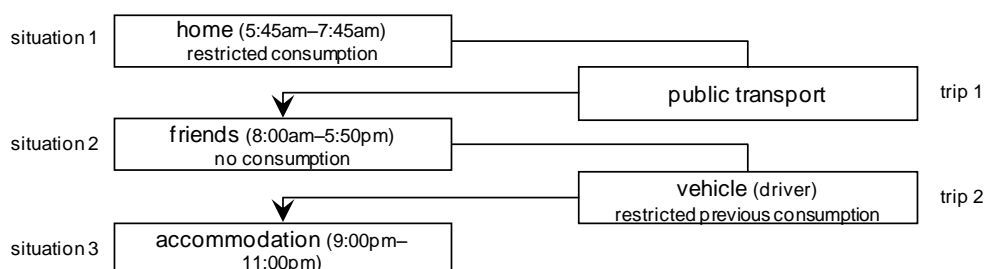 situation 1
home (5:45am–7:45am)
restricted consumption
public transport
trip 1
situation 2
friends (8:00am–5:50pm)
no consumption
vehicle (driver)
restricted previous consumption
trip 2
situation 3
accommodation (9:00pm–
11:00pm)